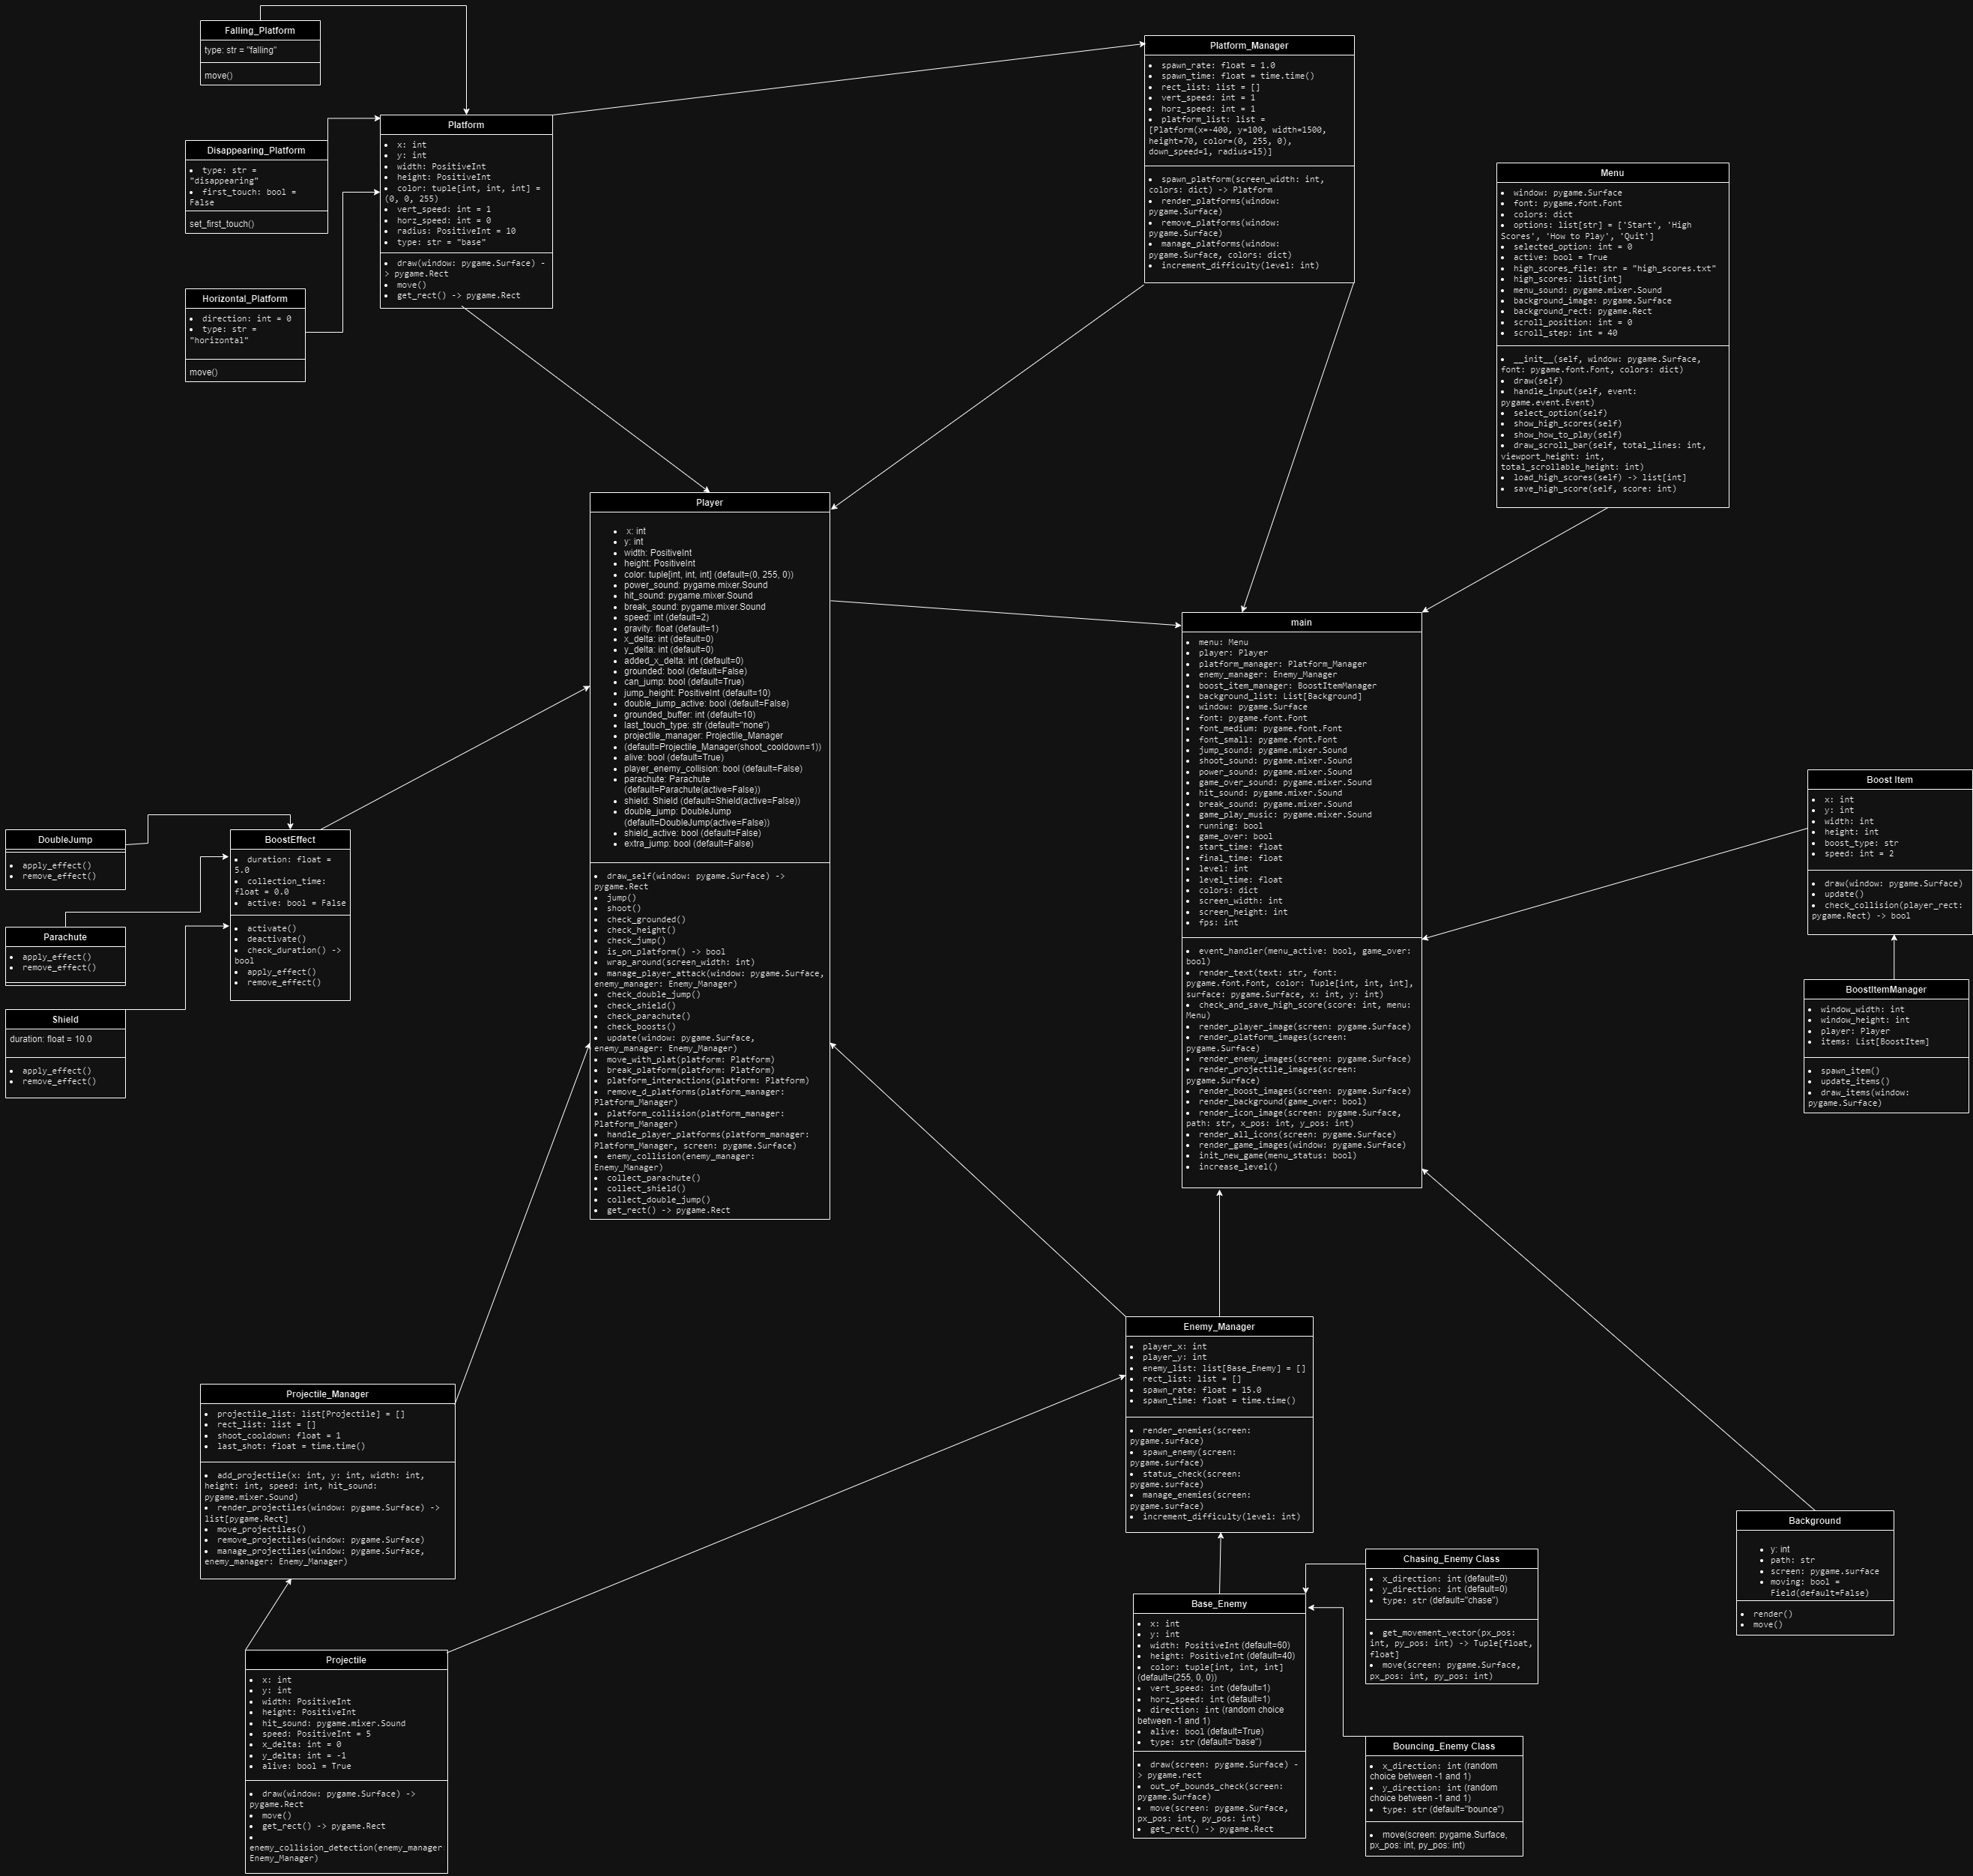 Falling_Platform
type: str = "falling"
move()
Platform_Manager
• spawn_rate: float = 1.0
• spawn_time: float = time.time()
• rect_list: list = []
• vert_speed: int = 1
• horz_speed: int = 1
• platform_list: list =
[Platform(x=-400, y=100, width=1500,
height=70, color=(0, 255, 0),
down_speed=1, radius=15)]
• spawn_platform(screen_width: int,
colors: dict) -> Platform
• render_platforms(window:
pygame.Surface)
• remove_platforms(window:
pygame.Surface)
• manage_platforms(window:
pygame.Surface, colors: dict)
• increment_difficulty(level: int)
Platform
• x: int
• y: int
• width: PositiveInt
• height: PositiveInt
• color: tuple[int, int, int] =
(0, 0, 255)
• vert_speed: int = 1
• horz_speed: int = 0
• radius: PositiveInt = 10
• type: str = "base"
• draw(window: pygame.Surface) -
> pygame.Rect
• move()
• get_rect() -> pygame.Rect
Disappearing_Platform
• type: str =
"disappearing"
• first_touch: bool =
False
set_first_touch()
Horizontal_Platform
• direction: int = 0
• type: str =
"horizontal"
move()
Menu
• window: pygame.Surface
• font: pygame.font.Font
• colors: dict
• options: list[str] = ['Start', 'High
Scores', 'How to Play', 'Quit']
• selected_option: int = 0
• active: bool = True
• high_scores_file: str = "high_scores.txt"
• high_scores: list[int]
• menu_sound: pygame.mixer.Sound
• background_image: pygame.Surface
• background_rect: pygame.Rect
• scroll_position: int = 0
• scroll_step: int = 40
• __init__(self, window: pygame.Surface,
font: pygame.font.Font, colors: dict)
• draw(self)
• handle_input(self, event:
pygame.event.Event)
• select_option(self)
• show_high_scores(self)
• show_how_to_play(self)
• draw_scroll_bar(self, total_lines: int,
viewport_height: int,
total_scrollable_height: int)
• load_high_scores(self) -> list[int]
• save_high_score(self, score: int)
Player
• x: int
• y: int
• width: PositiveInt
• height: PositiveInt
• color: tuple[int, int, int] (default=(0, 255, 0))
• power_sound: pygame.mixer.Sound
• hit_sound: pygame.mixer.Sound
• break_sound: pygame.mixer.Sound
• speed: int (default=2)
• gravity: float (default=1)
• x_delta: int (default=0)
• y_delta: int (default=0)
• added_x_delta: int (default=0)
• grounded: bool (default=False)
• can_jump: bool (default=True)
• jump_height: PositiveInt (default=10)
• double_jump_active: bool (default=False)
• grounded_buffer: int (default=10)
• last_touch_type: str (default="none")
• projectile_manager: Projectile_Manager
• (default=Projectile_Manager(shoot_cooldown=1))
• alive: bool (default=True)
• player_enemy_collision: bool (default=False)
• parachute: Parachute
(default=Parachute(active=False))
• shield: Shield (default=Shield(active=False))
• double_jump: DoubleJump
(default=DoubleJump(active=False))
• shield_active: bool (default=False)
• extra_jump: bool (default=False)
• draw_self(window: pygame.Surface) ->
pygame.Rect
• jump()
• shoot()
• check_grounded()
• check_height()
• check_jump()
• is_on_platform() -> bool
• wrap_around(screen_width: int)
• manage_player_attack(window: pygame.Surface,
enemy_manager: Enemy_Manager)
• check_double_jump()
• check_shield()
• check_parachute()
• check_boosts()
• update(window: pygame.Surface,
enemy_manager: Enemy_Manager)
• move_with_plat(platform: Platform)
• break_platform(platform: Platform)
• platform_interactions(platform: Platform)
• remove_d_platforms(platform_manager:
Platform_Manager)
• platform_collision(platform_manager:
Platform_Manager)
• handle_player_platforms(platform_manager:
Platform_Manager, screen: pygame.Surface)
• enemy_collision(enemy_manager:
Enemy_Manager)
• collect_parachute()
• collect_shield()
• collect_double_jump()
• get_rect() -> pygame.Rect
main
• menu: Menu
• player: Player
• platform_manager: Platform_Manager
• enemy_manager: Enemy_Manager
• boost_item_manager: BoostItemManager
• background_list: List[Background]
• window: pygame.Surface
• font: pygame.font.Font
• font_medium: pygame.font.Font
• font_small: pygame.font.Font
• jump_sound: pygame.mixer.Sound
• shoot_sound: pygame.mixer.Sound
• power_sound: pygame.mixer.Sound
• game_over_sound: pygame.mixer.Sound
• hit_sound: pygame.mixer.Sound
• break_sound: pygame.mixer.Sound
• game_play_music: pygame.mixer.Sound
• running: bool
• game_over: bool
• start_time: float
• final_time: float
• level: int
• level_time: float
• colors: dict
• screen_width: int
• screen_height: int
• fps: int
• event_handler(menu_active: bool, game_over:
bool)
• render_text(text: str, font:
pygame.font.Font, color: Tuple[int, int, int],
surface: pygame.Surface, x: int, y: int)
• check_and_save_high_score(score: int, menu:
Menu)
• render_player_image(screen: pygame.Surface)
• render_platform_images(screen:
pygame.Surface)
• render_enemy_images(screen: pygame.Surface)
• render_projectile_images(screen:
pygame.Surface)
• render_boost_images(screen: pygame.Surface)
• render_background(game_over: bool)
• render_icon_image(screen: pygame.Surface,
path: str, x_pos: int, y_pos: int)
• render_all_icons(screen: pygame.Surface)
• render_game_images(window: pygame.Surface)
• init_new_game(menu_status: bool)
• increase_level()
Boost Item
• x: int
• y: int
• width: int
• height: int
• boost_type: str
• speed: int = 2
• draw(window: pygame.Surface)
• update()
• check_collision(player_rect:
pygame.Rect) -> bool
BoostItemManager
• window_width: int
• window_height: int
• player: Player
• items: List[BoostItem]
• spawn_item()
• update_items()
• draw_items(window:
pygame.Surface)
DoubleJump
• apply_effect()
• remove_effect()
BoostEffect
• duration: float =
5.0
• collection_time:
float = 0.0
• active: bool = False
• activate()
• deactivate()
• check_duration() ->
bool
• apply_effect()
• remove_effect()
Parachute
• apply_effect()
• remove_effect()
Shield
duration: float = 10.0
• apply_effect()
• remove_effect()
Enemy_Manager
• player_x: int
• player_y: int
• enemy_list: list[Base_Enemy] = []
• rect_list: list = []
• spawn_rate: float = 15.0
• spawn_time: float = time.time()
• render_enemies(screen:
pygame.surface)
• spawn_enemy(screen:
pygame.surface)
• status_check(screen:
pygame.surface)
• manage_enemies(screen:
pygame.surface)
• increment_difficulty(level: int)
Projectile_Manager
• projectile_list: list[Projectile] = []
• rect_list: list = []
• shoot_cooldown: float = 1
• last_shot: float = time.time()
• add_projectile(x: int, y: int, width: int,
height: int, speed: int, hit_sound:
pygame.mixer.Sound)
• render_projectiles(window: pygame.Surface) ->
list[pygame.Rect]
• move_projectiles()
• remove_projectiles(window: pygame.Surface)
• manage_projectiles(window: pygame.Surface,
enemy_manager: Enemy_Manager)
Background
• y: int
• path: str
• screen: pygame.surface
• moving: bool =
Field(default=False)
• render()
• move()
Chasing_Enemy Class
• x_direction: int (default=0)
• y_direction: int (default=0)
• type: str (default="chase")
• get_movement_vector(px_pos:
int, py_pos: int) -> Tuple[float,
float]
• move(screen: pygame.Surface,
px_pos: int, py_pos: int)
Base_Enemy
• x: int
• y: int
• width: PositiveInt (default=60)
• height: PositiveInt (default=40)
• color: tuple[int, int, int]
(default=(255, 0, 0))
• vert_speed: int (default=1)
• horz_speed: int (default=1)
• direction: int (random choice
between -1 and 1)
• alive: bool (default=True)
• type: str (default="base")
• draw(screen: pygame.Surface) -
> pygame.rect
• out_of_bounds_check(screen:
pygame.Surface)
• move(screen: pygame.Surface,
px_pos: int, py_pos: int)
• get_rect() -> pygame.Rect
Projectile
• x: int
• y: int
• width: PositiveInt
• height: PositiveInt
• hit_sound: pygame.mixer.Sound
• speed: PositiveInt = 5
• x_delta: int = 0
• y_delta: int = -1
• alive: bool = True
• draw(window: pygame.Surface) ->
pygame.Rect
• move()
• get_rect() -> pygame.Rect
•
enemy_collision_detection(enemy_manager
Enemy_Manager)
Bouncing_Enemy Class
• x_direction: int (random
choice between -1 and 1)
• y_direction: int (random
choice between -1 and 1)
• type: str (default="bounce")
• move(screen: pygame.Surface,
px_pos: int, py_pos: int)